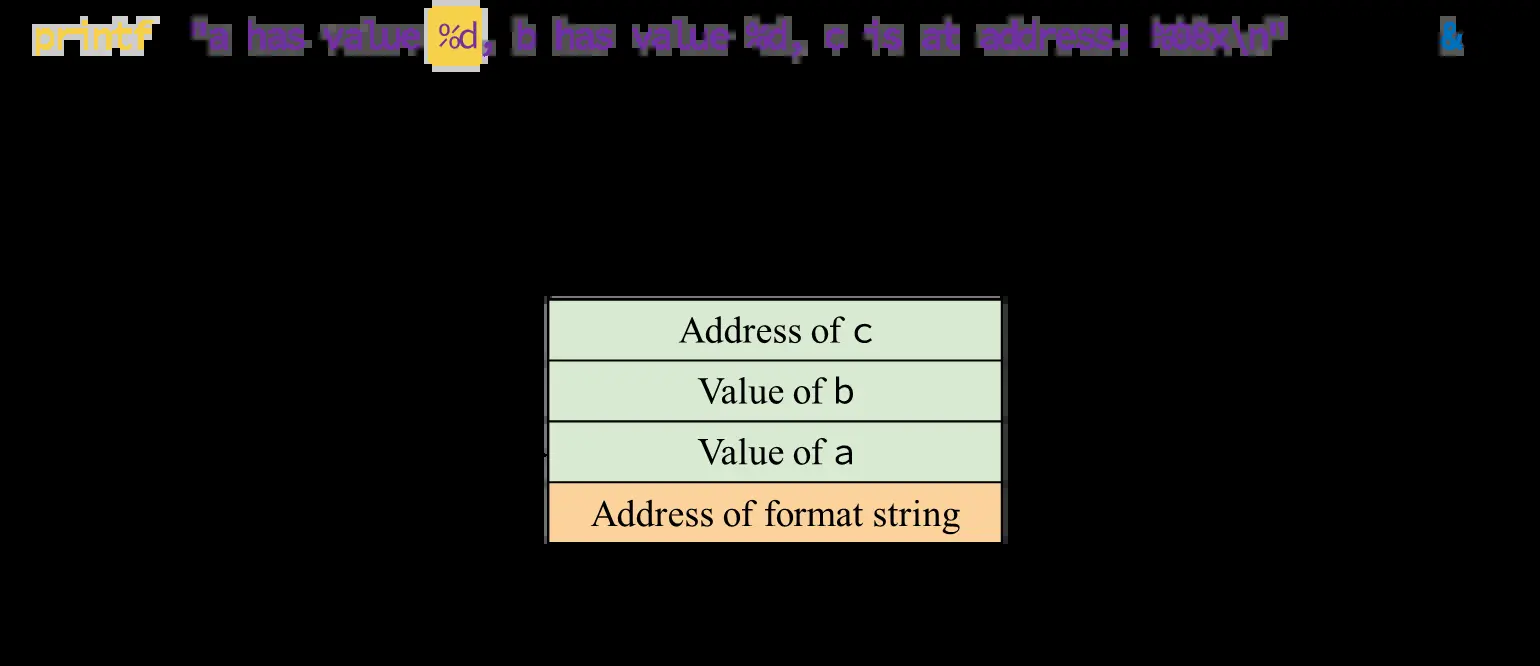 printf "a has value %d, b has value %d, c is at address: %08x\n" &
Address of c
Value of b
Value of a
Address of format string